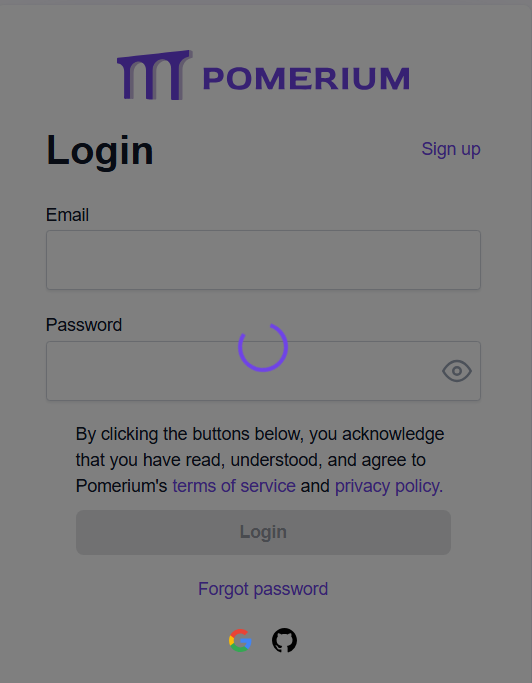 POMERIUM
Login
Sign up
Email
Password
By clicking the buttons below, you acknowledge
that you have read, understood, and agree to
Pomerium's terms of service and privacy policy.
Login
Forgot password